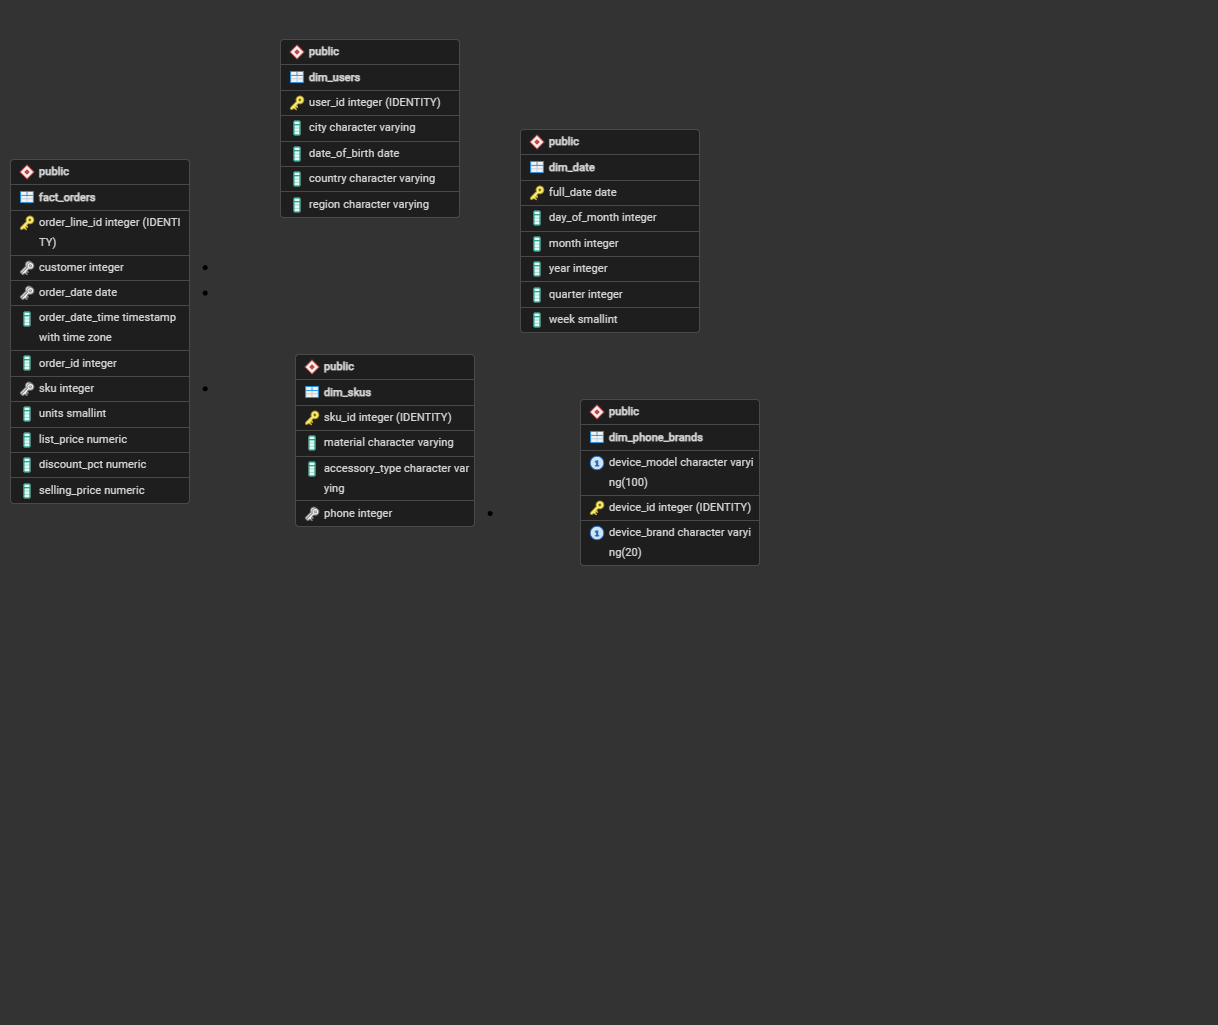 public
dim_users
user_id integer (IDENTITY)
city character varying
date_of_birth date
country character varying
region character varying
public
dim_date
full_date date
day_of_month integer
month integer
year integer
quarter integer
week smallint
public
fact_orders
order_line_id integer (IDENTI
TY)
customer integer
order_date date
order_date_time timestamp
with time zone
order_id integer
sku integer
units smallint
list_price numeric
discount_pct numeric
selling_price numeric
public
dim_skus
sku_id integer (IDENTITY)
material character varying
accessory_type character var
ying
phone integer
public
dim_phone_brands
device_model character varyi
ng(100)
device_id integer (IDENTITY)
device_brand character varyi
ng(20)